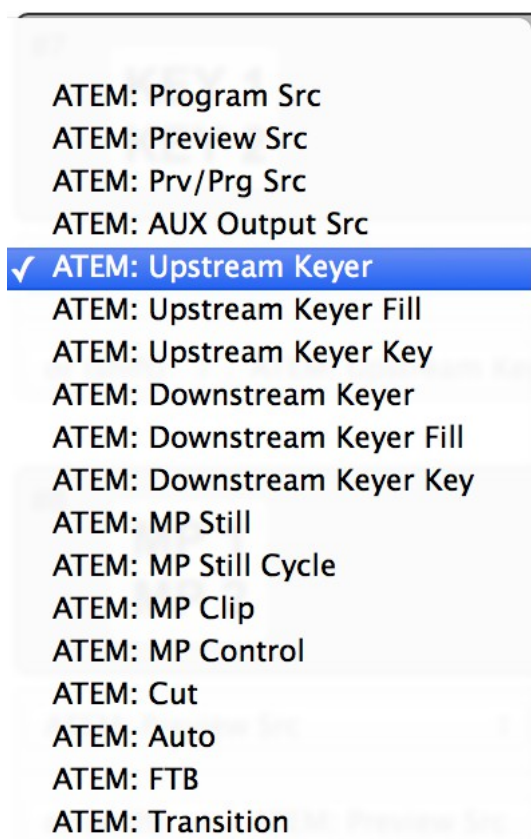 ATEM: Program Src
ATEM: Preview Src
ATEM: Prv/Prg Src
ATEM: AUX Output Src
✓ ATEM: Upstream Keyer
ATEM: Upstream Keyer Fill
ATEM: Upstream Keyer Key
ATEM: Downstream Keyer
ATEM: Downstream Keyer Fill
ATEM: Downstream Keyer Key
ATEM: MP Still
ATEM: MP Still Cycle
ATEM: MP Clip
ATEM: MP Control
ATEM: Cut
ATEM: Auto
ATEM: FTB
ATEM: Transition